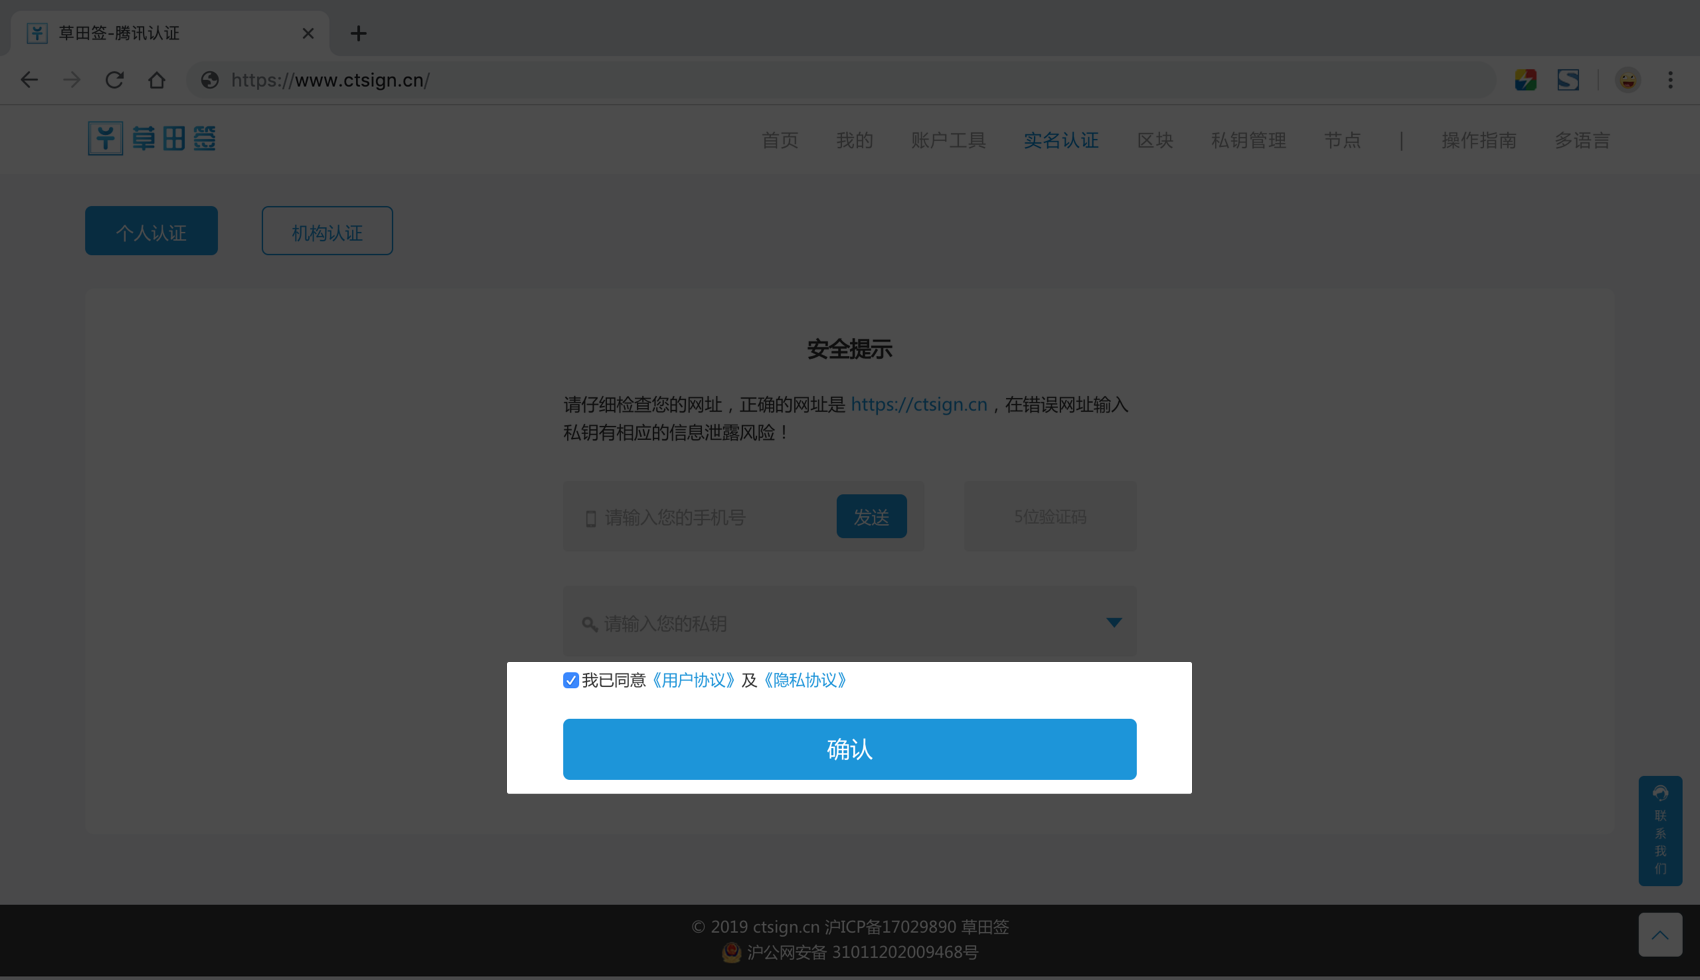 草田签-腾讯认证
https://www.ctsign.cn/
草田签
首页 我的 账户工具 实名认证 区块 私钥管理 节点 | 操作指南 多语言
个人认证 机构认证
安全提示
请仔细检查您的网址，正确的网址是 https://ctsign.cn，在错误网址输入
私钥有相应的信息泄露风险！
请输入您的手机号 发送 5位验证码
请输入您的私钥
我已同意《用户协议》及《隐私协议》
确认
联系我们
© 2019 ctsign.cn 沪ICP备17029890 草田签
沪公网安备 31011202009468号